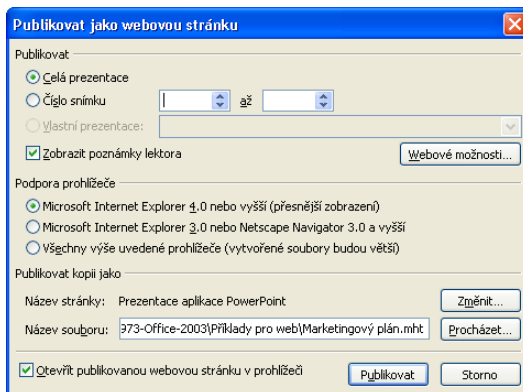 Publikovat jako webovou stránku
Publikovat
Celá prezentace
Číslo snímku až
Vlastní prezentace:
Zobrazit poznámky lektora Webové možnosti...
Podpora prohlížeče
Microsoft Internet Explorer 4.0 nebo vyšší (přesnější zobrazení)
Microsoft Internet Explorer 3.0 nebo Netscape Navigator 3.0 a vyšší
Všechny výše uvedené prohlížeče (vytvořené soubory budou větší)
Publikovat kopii jako
Název stránky: Prezentace aplikace PowerPoint Změnit...
Název souboru: 973-Office-2003\Příklady pro web\Marketingový plán.mht Procházet...
Otevřít publikovanou webovou stránku v prohlížeči Publikovat Storno